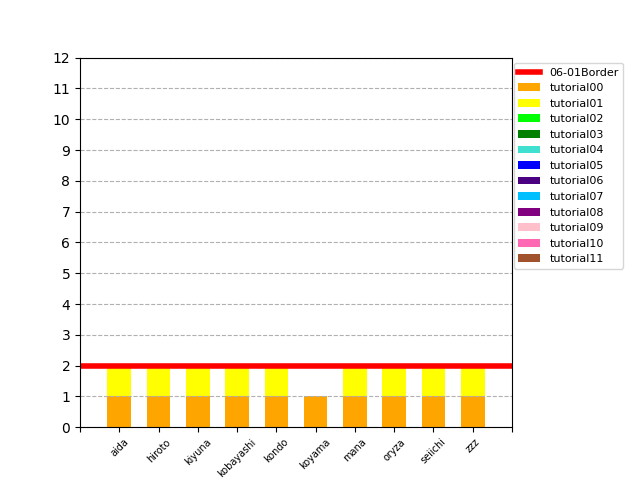 12
11
10
9
8
7
6
5
4
3
2
1
0
aida
hiroto
kiyuna
kobayashi
kondo
koyama
mana
oryza
seiichi
zzz
06-01Border
tutorial00
tutorial01
tutorial02
tutorial03
tutorial04
tutorial05
tutorial06
tutorial07
tutorial08
tutorial09
tutorial10
tutorial11